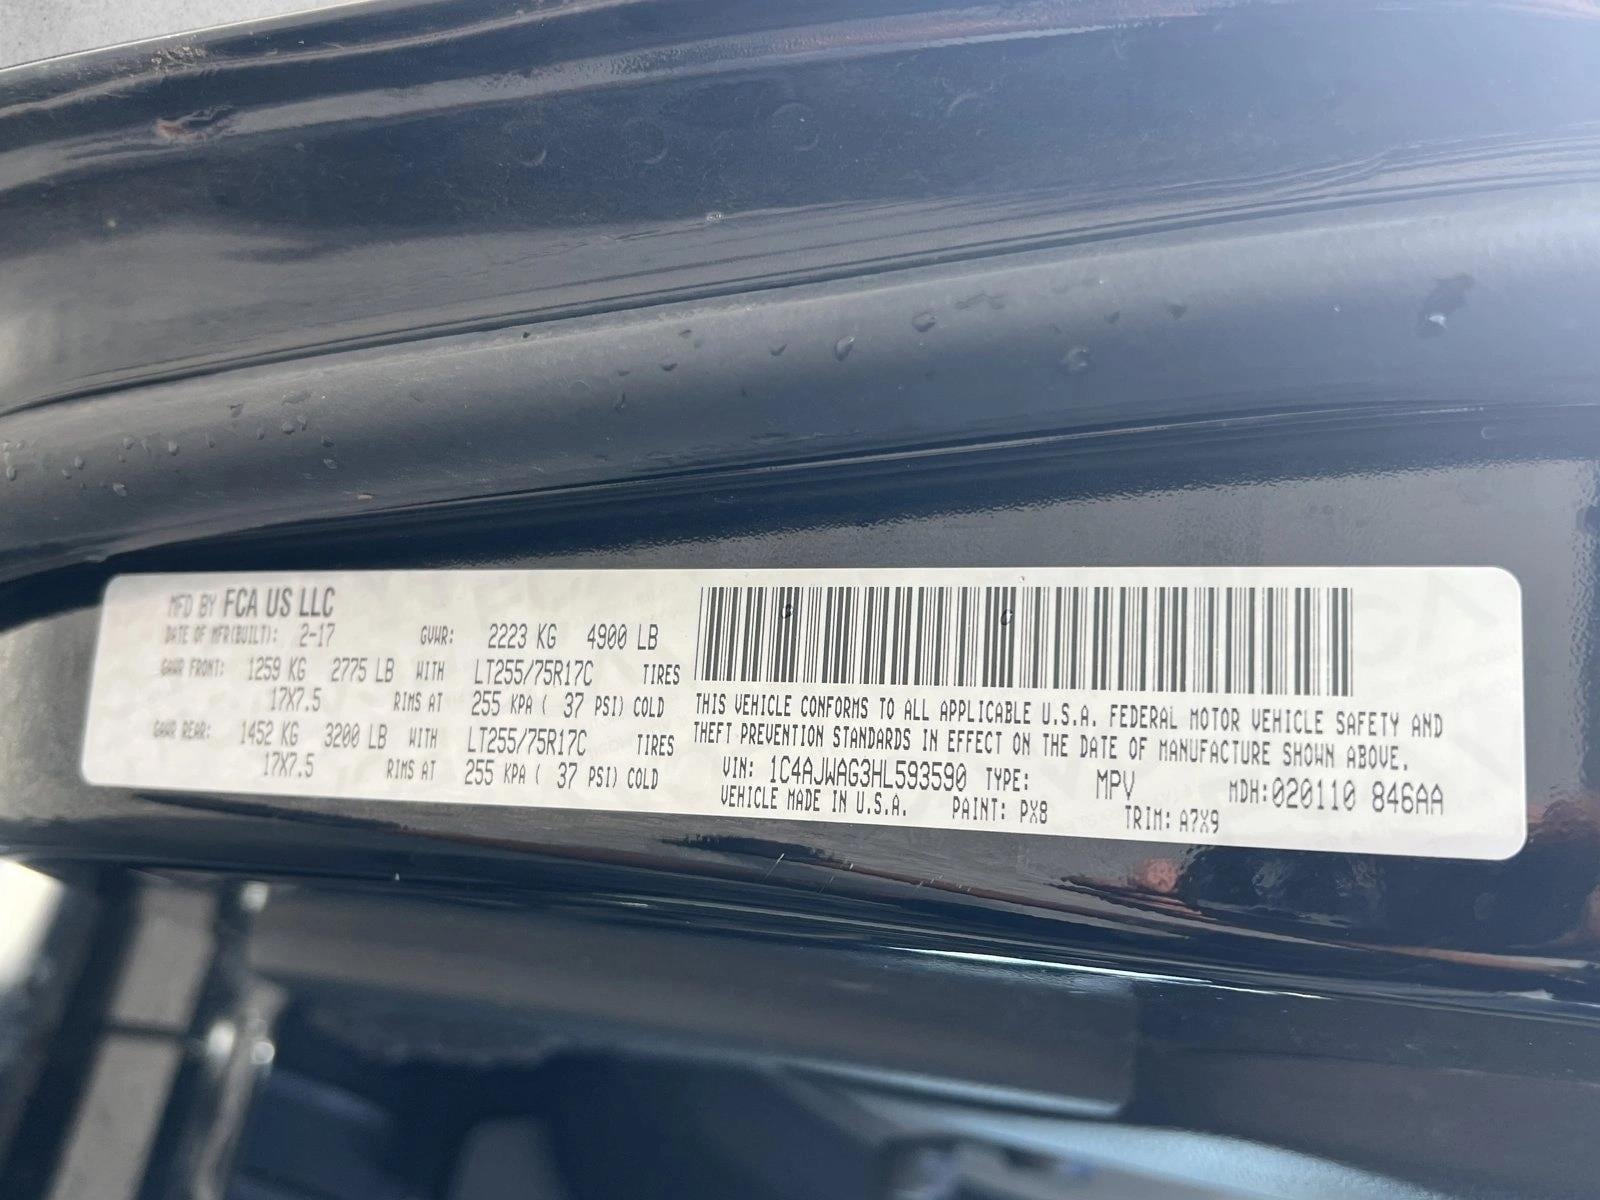 MFD BY FCA US LLC
DATE OF MFR(BUILT): 2-17 GVWR: 2223 KG 4900 LB
GAWR FRONT: 1259 KG 2775 LB WITH LT255/75R17C TIRES
17X7.5 RIMS AT 255 KPA ( 37 PSI) COLD
GAWR REAR: 1452 KG 3200 LB WITH LT255/75R17C TIRES
17X7.5 RIMS AT 255 KPA ( 37 PSI) COLD
THIS VEHICLE CONFORMS TO ALL APPLICABLE U.S.A. FEDERAL MOTOR VEHICLE SAFETY AND
THEFT PREVENTION STANDARDS IN EFFECT ON THE DATE OF MANUFACTURE SHOWN ABOVE.
VIN: 1C4AJWAG3HL593590 TYPE: MPV MDH:020110 846AA
VEHICLE MADE IN U.S.A. PAINT: PX8 TRIM: A7X9